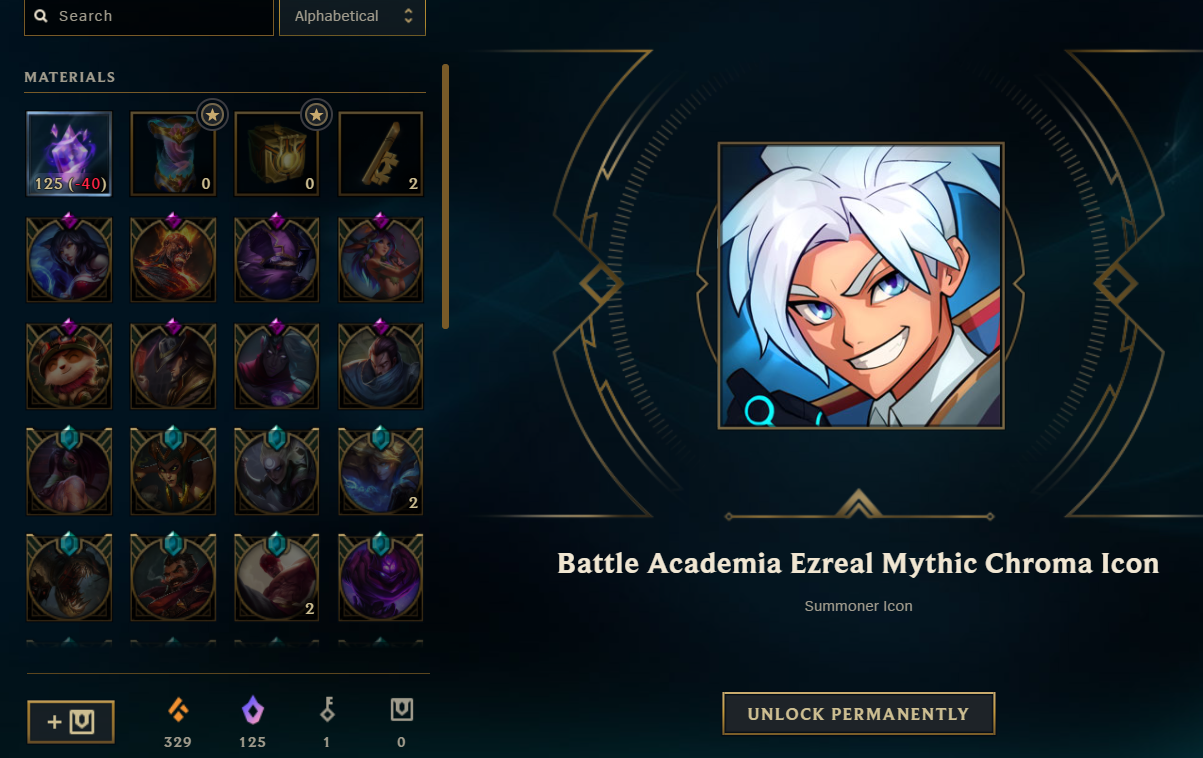 Search
Alphabetical
MATERIALS
125 (-40)
0
0
2
2
2
Battle Academia Ezreal Mythic Chroma Icon
Summoner Icon
UNLOCK PERMANENTLY
+
329
125
1
0